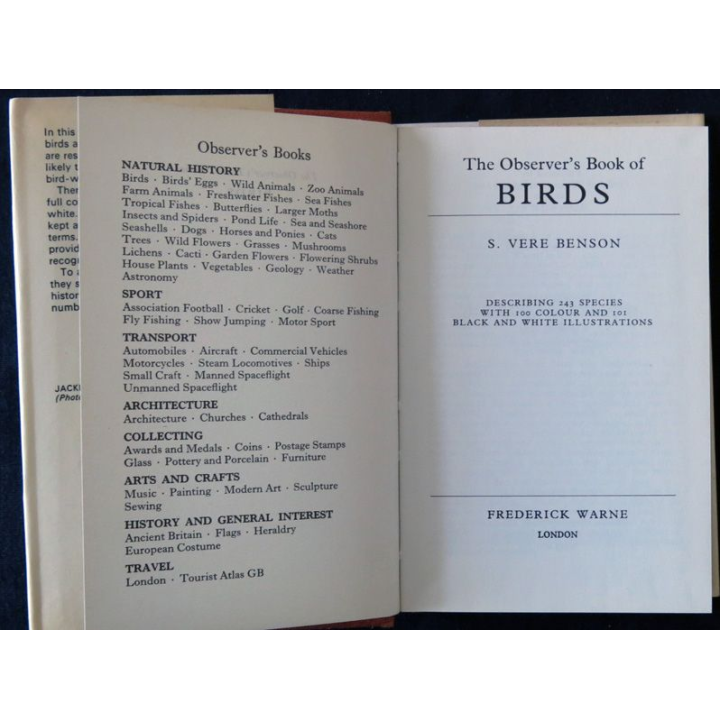 In this
birds a
are res
likely t
bird-w
Ther
full co
white.
kept a
terms.
provid
recog
To a
they s
histor
numb
JACKE
(Photo
Observer's Books
NATURAL HISTORY
Birds · Birds' Eggs · Wild Animals · Zoo Animals
Farm Animals · Freshwater Fishes · Sea Fishes
Tropical Fishes · Butterflies · Larger Moths
Insects and Spiders · Pond Life · Sea and Seashore
Seashells · Dogs · Horses and Ponies · Cats
Trees · Wild Flowers · Grasses · Mushrooms
Lichens · Cacti · Garden Flowers · Flowering Shrubs
House Plants · Vegetables · Geology · Weather
Astronomy
SPORT
Association Football · Cricket · Golf · Coarse Fishing
Fly Fishing · Show Jumping · Motor Sport
TRANSPORT
Automobiles · Aircraft · Commercial Vehicles
Motorcycles · Steam Locomotives · Ships
Small Craft · Manned Spaceflight
Unmanned Spaceflight
ARCHITECTURE
Architecture · Churches · Cathedrals
COLLECTING
Awards and Medals · Coins · Postage Stamps
Glass · Pottery and Porcelain · Furniture
ARTS AND CRAFTS
Music · Painting · Modern Art · Sculpture
Sewing
HISTORY AND GENERAL INTEREST
Ancient Britain · Flags · Heraldry
European Costume
TRAVEL
London · Tourist Atlas GB
The Observer's Book of
BIRDS
S. VERE BENSON
DESCRIBING 243 SPECIES
WITH 100 COLOUR AND 101
BLACK AND WHITE ILLUSTRATIONS
FREDERICK WARNE
LONDON